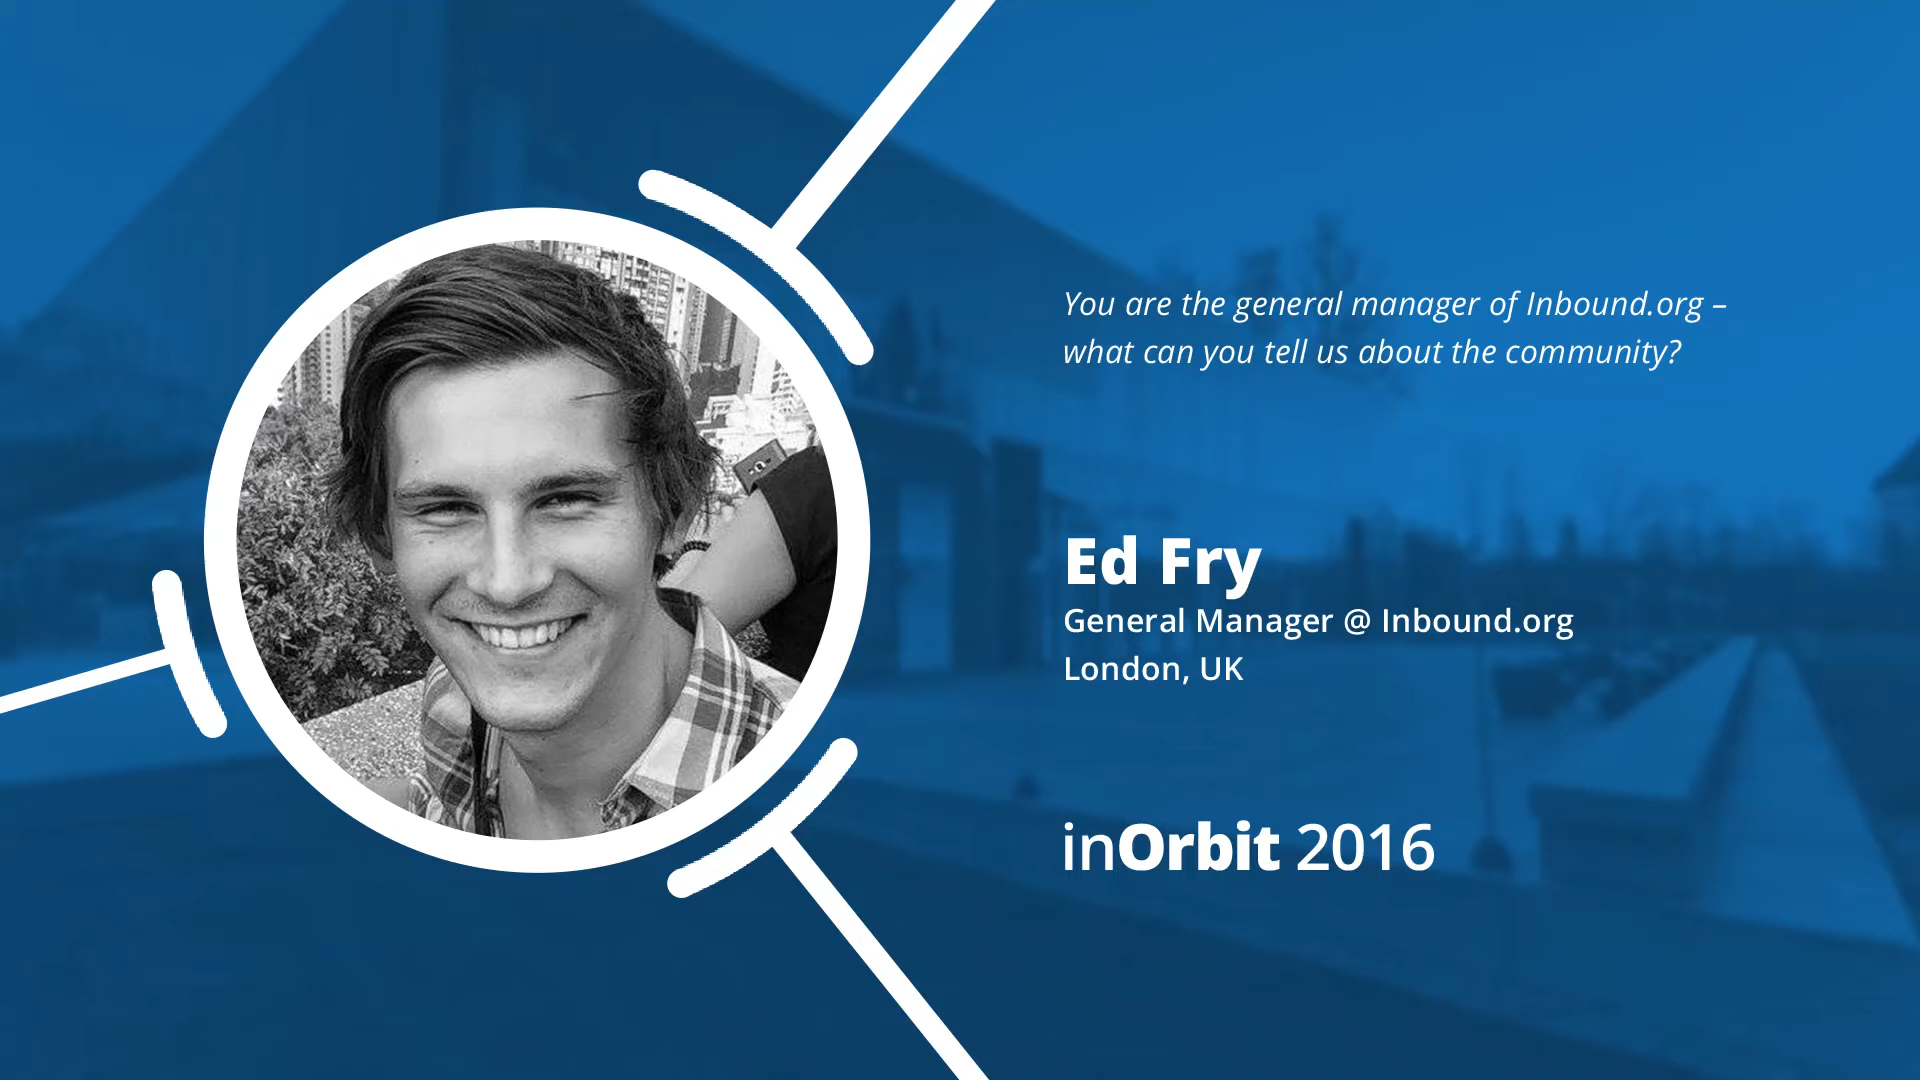 You are the general manager of Inbound.org –
what can you tell us about the community?
Ed Fry
General Manager @ Inbound.org
London, UK
inOrbit 2016